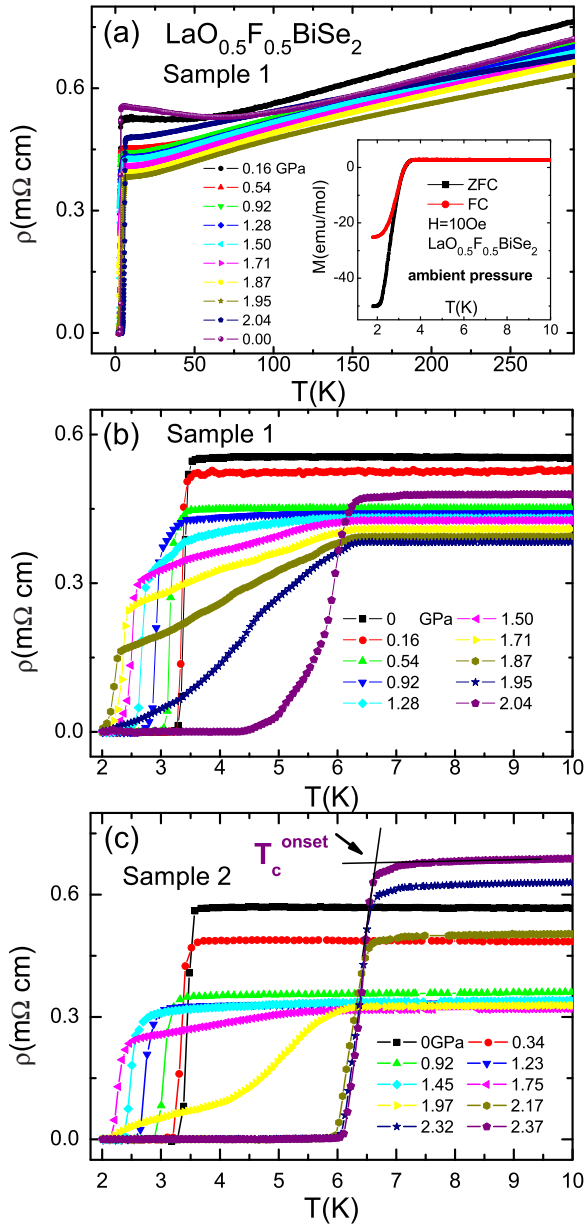 (a) LaO0.5F0.5BiSe2
Sample 1
0.6
0.3
0.0
ρ(mΩ cm)
0.16 GPa
0.54
0.92
1.28
1.50
1.71
1.87
1.95
2.04
0.00
0
-20
-40
M(emu/mol)
ZFC
FC
H=10Oe
LaO0.5F0.5BiSe2
ambient pressure
2 4 6 8 10
T(K)
0 50 100 150 200 250
T(K)
(b) Sample 1
0.6
0.3
0.0
ρ(mΩ cm)
0 GPa 1.50
0.16 1.71
0.54 1.87
0.92 1.95
1.28 2.04
2 3 4 5 6 7 8 9 10
T(K)
(c)
Sample 2
Tc onset
0.6
0.3
0.0
ρ(mΩ cm)
0GPa 0.34
0.92 1.23
1.45 1.75
1.97 2.17
2.32 2.37
2 3 4 5 6 7 8 9 10
T(K)